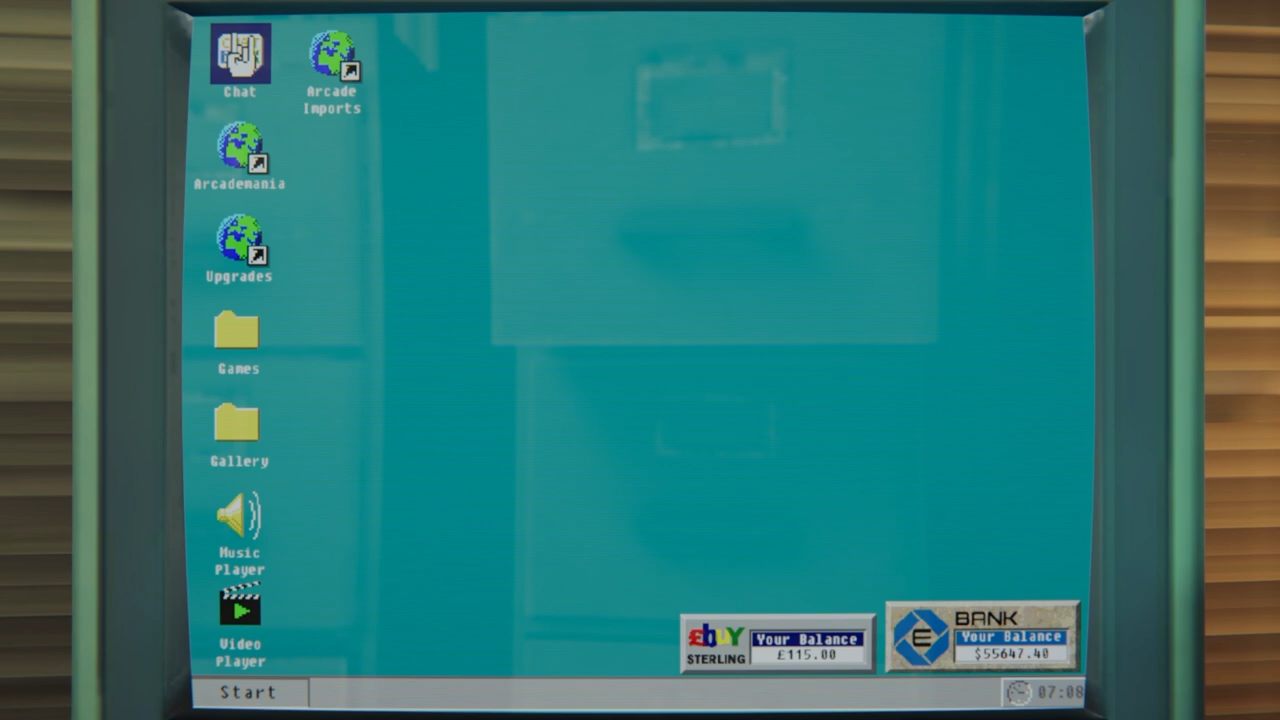 Chat
Arcade
Imports
Arcademania
Upgrades
Games
Gallery
Music
Player
Video
Player
ebuy
STERLING
Your Balance
£115.00
E
BANK
Your Balance
$55647.40
Start
07:08